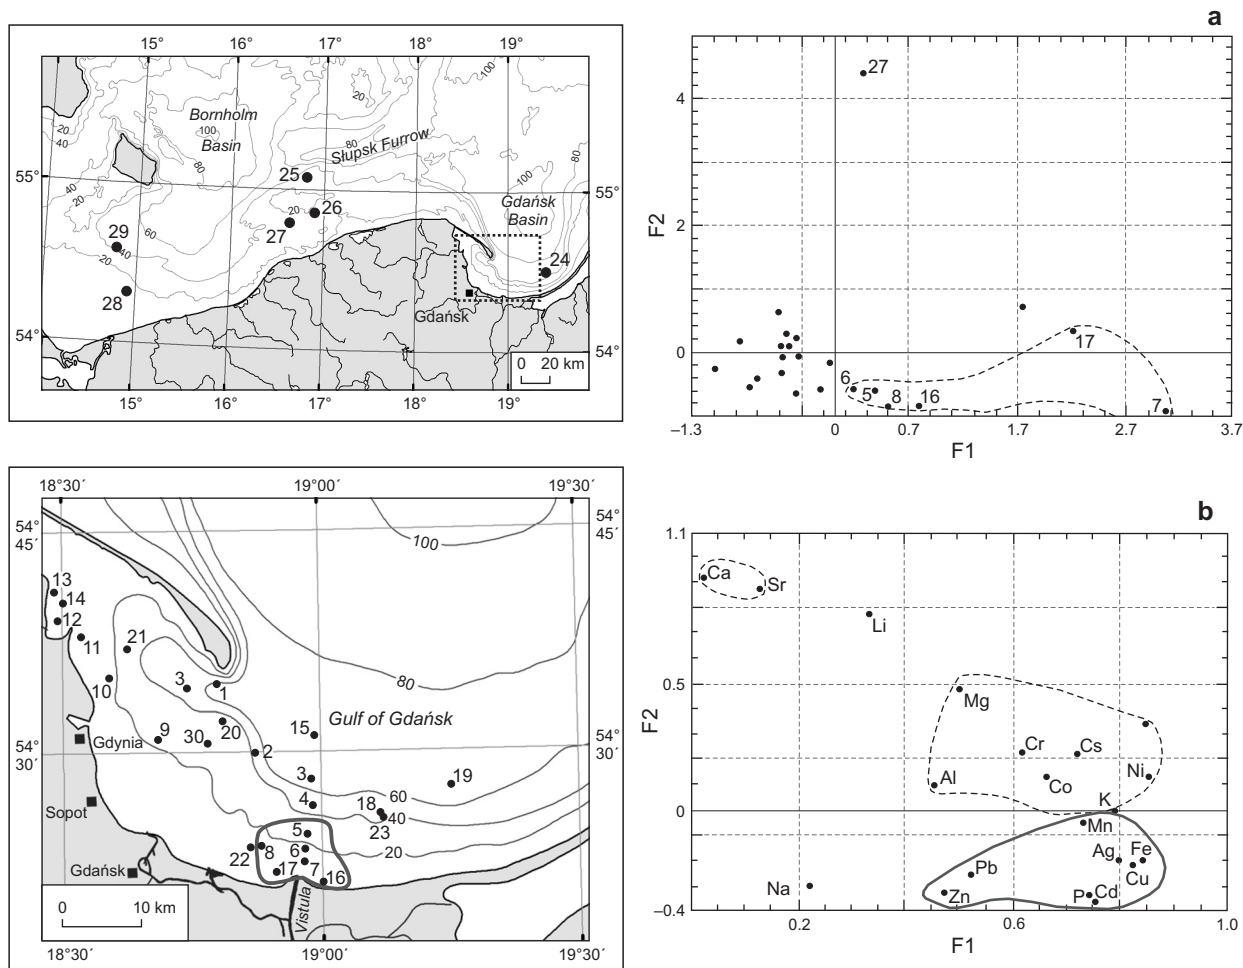 15° 16° 17° 18° 19°
100
20
Bornholm
Basin
100
80
Słupsk Furrow
80
20
40
55°
40
20
25
100
80
55°
Gdańsk
Basin
20
26
27
29
40
60
20
28
24
Gdańsk
54°
54°
0 20 km
15° 16° 17° 18° 19°
a
27
4
F2
2
0
17
6
5 8 16
7
−1.3 0 0.7 1.7 2.7 3.7
F1
18°30´ 19°00´ 19°30´
54°
45´
54°
45´
100
13
14
12
11
21
10
3
1
80
9
30
20
2
15
Gulf of Gdańsk
Gdynia
54°
30´
54°
30´
3
19
4
18
60
40
23
Sopot
5
20
22
8
6
17
7
16
Gdańsk
Vistula
0 10 km
18°30´ 19°00´ 19°30´
b
1.1
Ca
Sr
Li
0.5
Mg
F2
Cr
Cs
Ni
Al
Co
K
0
Mn
Ag
Fe
Cu
Pb
Na
Zn
P
Cd
−0.4
0.2 0.6 1.0
F1